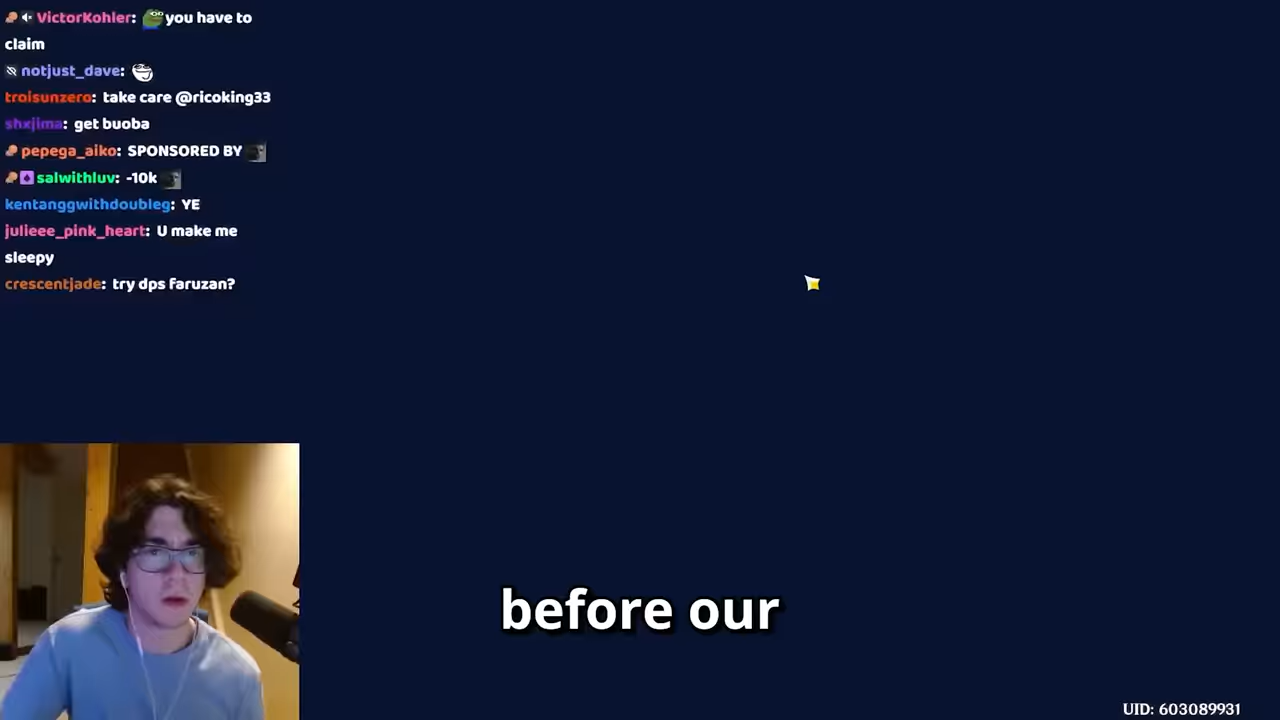 VictorKohler: you have to
claim
notjust_dave:
troisunzero: take care @ricoking33
shxjima: get buoba
pepega_aiko: SPONSORED BY
salwithluv: -10k
kentanggwithdoubleg: YE
julieee_pink_heart: U make me
sleepy
crescentjade: try dps faruzan?
before our
UID: 603089931